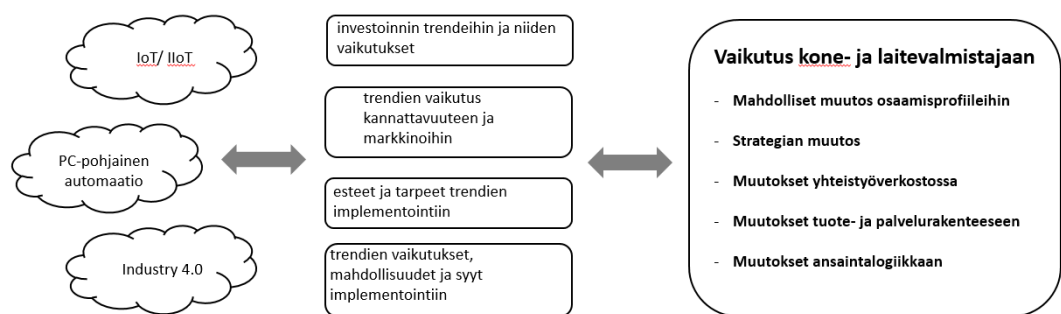 IoT/ IIoT
PC-pohjainen
automaatio
Industry 4.0
investoinnin trendeihin ja niiden
vaikutukset
trendien vaikutus
kannattavuuteen ja
markkinoihin
esteet ja tarpeet trendien
implementointiin
trendien vaikutukset,
mahdollisuudet ja syyt
implementointiin
Vaikutus kone- ja laitevalmistajaan
- Mahdolliset muutos osaamisprofiileihin
- Strategian muutos
- Muutokset yhteistyöverkostossa
- Muutokset tuote- ja palvelurakenteeseen
- Muutokset ansaintalogiikkaan